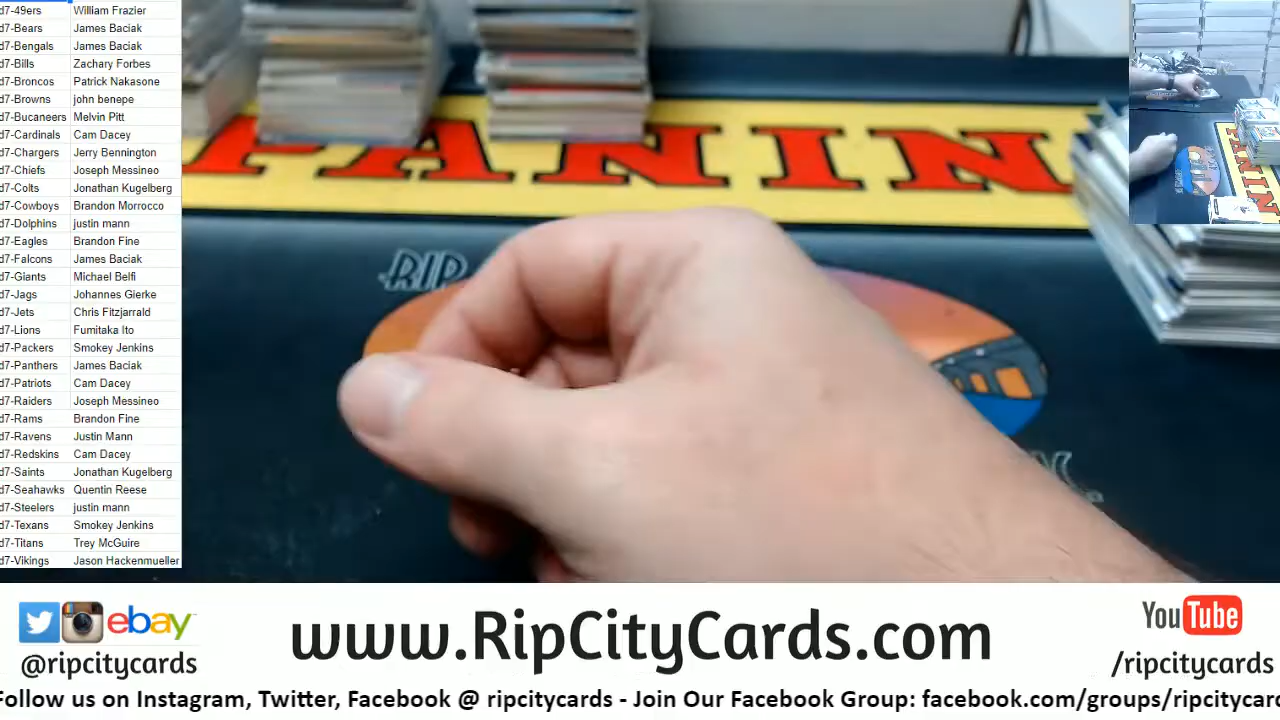 d7-49ers William Frazier
d7-Bears James Baciak
d7-Bengals James Baciak
d7-Bills Zachary Forbes
d7-Broncos Patrick Nakasone
d7-Browns john benepe
d7-Bucaneers Melvin Pitt
d7-Cardinals Cam Dacey
d7-Chargers Jerry Bennington
d7-Chiefs Joseph Messineo
d7-Colts Jonathan Kugelberg
d7-Cowboys Brandon Morrocco
d7-Dolphins justin mann
d7-Eagles Brandon Fine
d7-Falcons James Baciak
d7-Giants Michael Belfi
d7-Jags Johannes Gierke
d7-Jets Chris Fitzjarrald
d7-Lions Fumitaka Ito
d7-Packers Smokey Jenkins
d7-Panthers James Baciak
d7-Patriots Cam Dacey
d7-Raiders Joseph Messineo
d7-Rams Brandon Fine
d7-Ravens Justin Mann
d7-Redskins Cam Dacey
d7-Saints Jonathan Kugelberg
d7-Seahawks Quentin Reese
d7-Steelers justin mann
d7-Texans Smokey Jenkins
d7-Titans Trey McGuire
d7-Vikings Jason Hackenmueller
PANINI
RIP
PANINI
ebay
@ripcitycards
www.RipCityCards.com
YouTube
/ripcitycards
Follow us on Instagram, Twitter, Facebook @ ripcitycards - Join Our Facebook Group: facebook.com/groups/ripcitycar